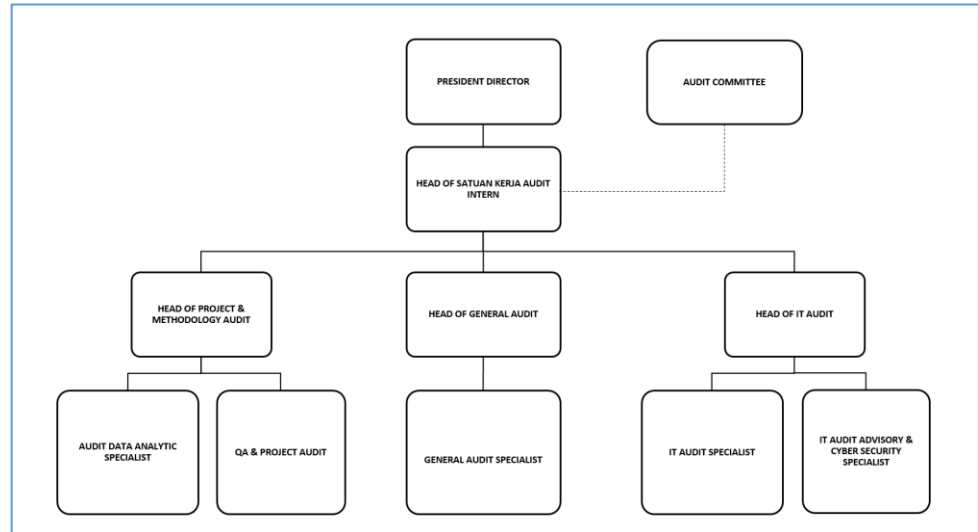 PRESIDENT DIRECTOR
AUDIT COMMITTEE
HEAD OF SATUAN KERJA AUDIT
INTERN
HEAD OF PROJECT &
METHODOLOGY AUDIT
HEAD OF GENERAL AUDIT
HEAD OF IT AUDIT
AUDIT DATA ANALYTIC
SPECIALIST
QA & PROJECT AUDIT
GENERAL AUDIT SPECIALIST
IT AUDIT SPECIALIST
IT AUDIT ADVISORY &
CYBER SECURITY
SPECIALIST